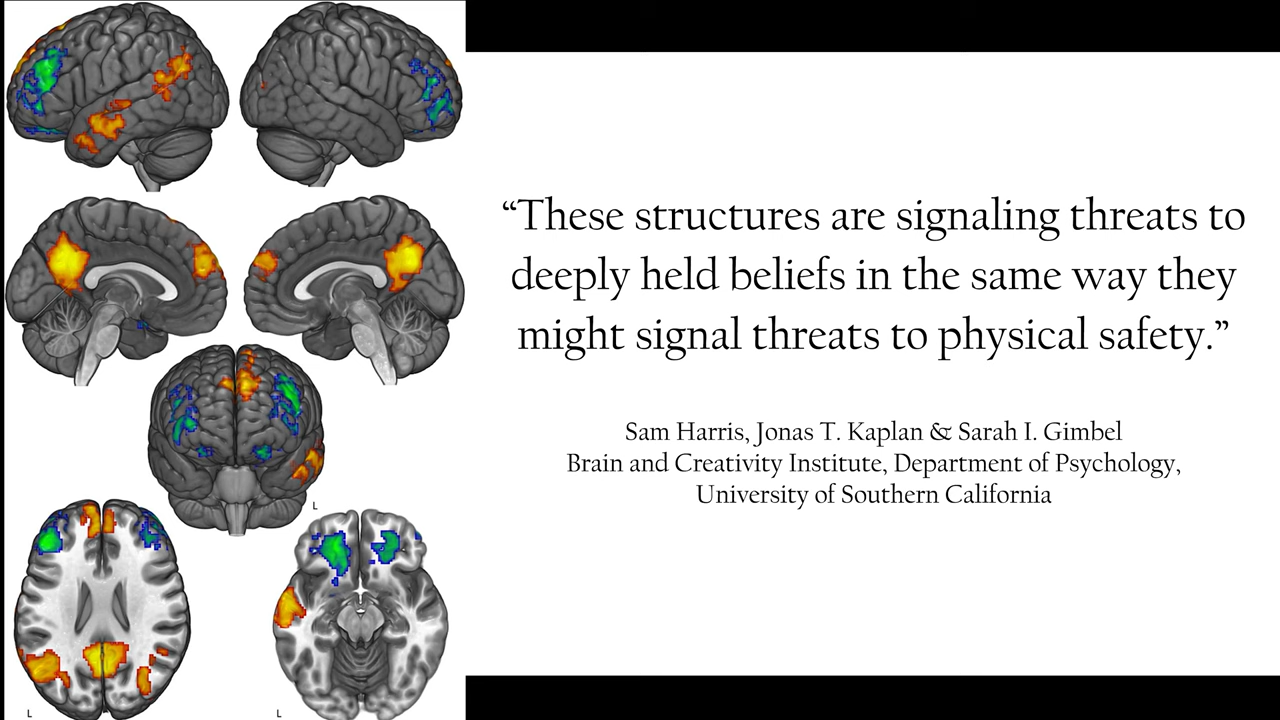 “These structures are signaling threats to
deeply held beliefs in the same way they
might signal threats to physical safety.”
Sam Harris, Jonas T. Kaplan & Sarah I. Gimbel
Brain and Creativity Institute, Department of Psychology,
University of Southern California
L
L
L